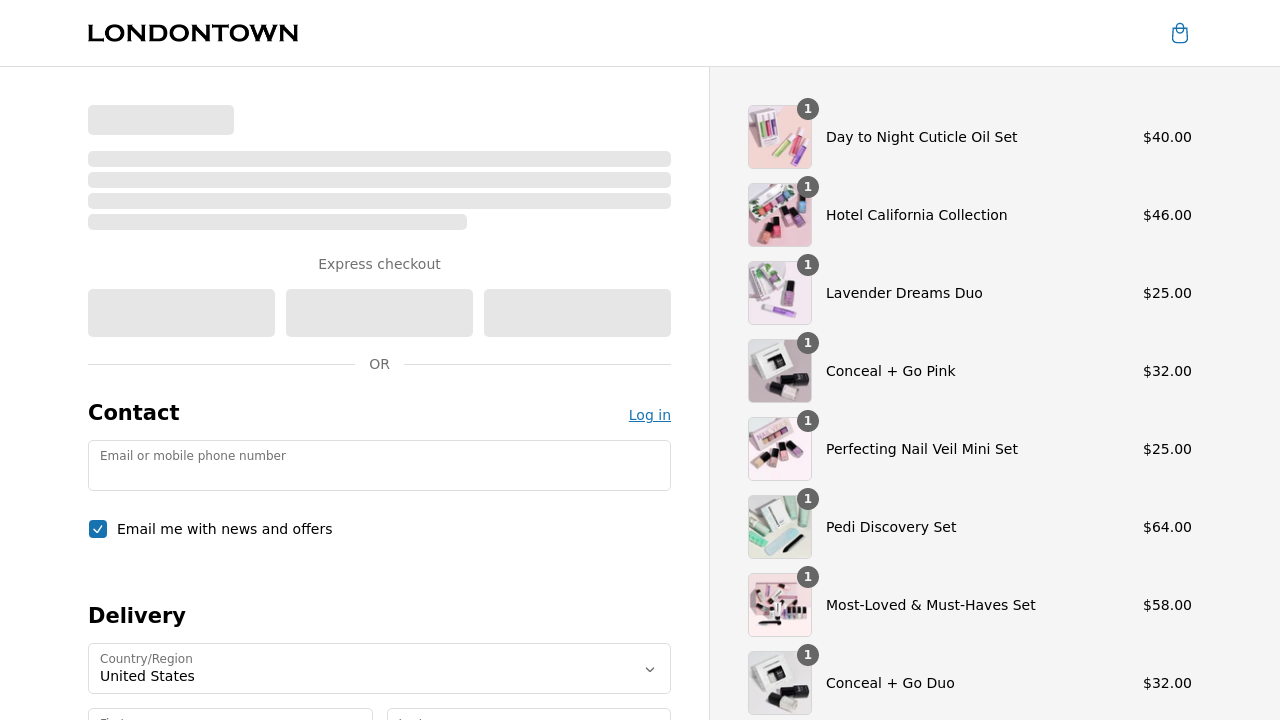 LONDONTOWN
Express checkout
OR
Contact
Log in
Email or mobile phone number
Email me with news and offers
Delivery
Country/Region
United States
1
Day to Night Cuticle Oil Set
$40.00
1
Hotel California Collection
$46.00
1
Lavender Dreams Duo
$25.00
1
Conceal + Go Pink
$32.00
1
Perfecting Nail Veil Mini Set
$25.00
1
Pedi Discovery Set
$64.00
1
Most-Loved & Must-Haves Set
$58.00
1
Conceal + Go Duo
$32.00